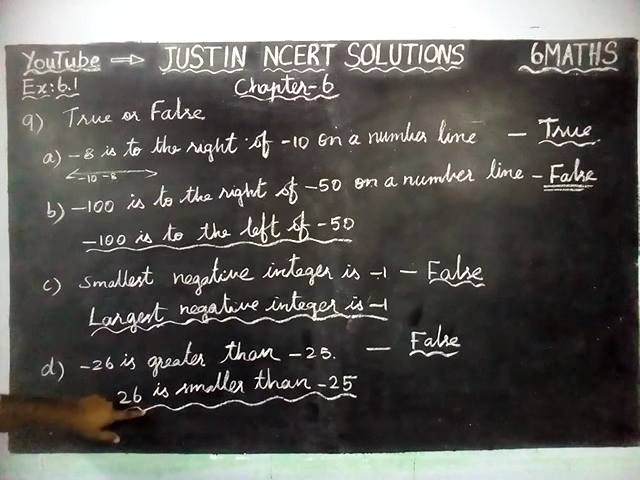 YouTube ⇒ JUSTIN NCERT SOLUTIONS 6MATHS
Ex:6.1 Chapter-6
9) True or False
a) -8 is to the right of -10 on a number line - True
-10 -8
b) -100 is to the right of -50 on a number line - False
-100 is to the left of -50
c) Smallest negative integer is -1 - False
Largest negative integer is -1
d) -26 is greater than -25. - False
26 is smaller than -25